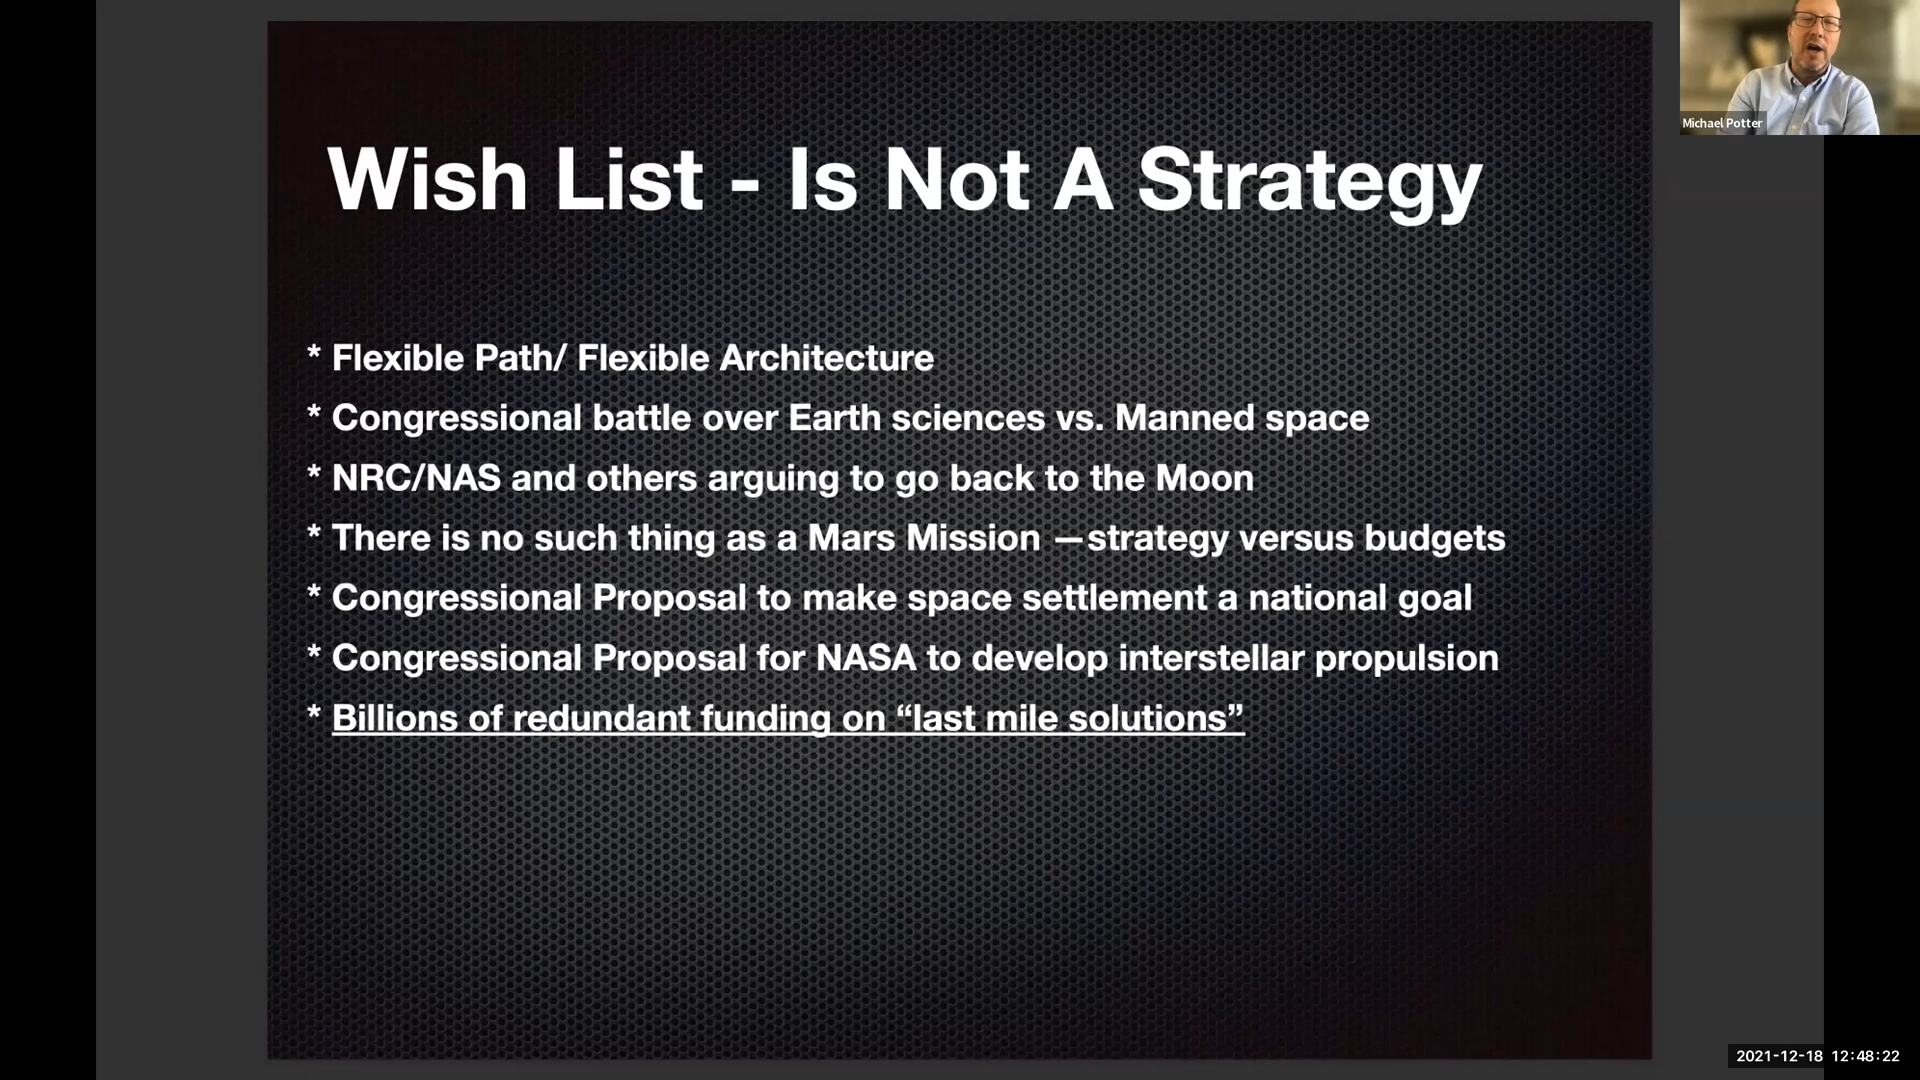 Michael Potter
Wish List - Is Not A Strategy
* Flexible Path/ Flexible Architecture
* Congressional battle over Earth sciences vs. Manned space
* NRC/NAS and others arguing to go back to the Moon
* There is no such thing as a Mars Mission —strategy versus budgets
* Congressional Proposal to make space settlement a national goal
* Congressional Proposal for NASA to develop interstellar propulsion
* Billions of redundant funding on “last mile solutions”
2021-12-18 12:48:22